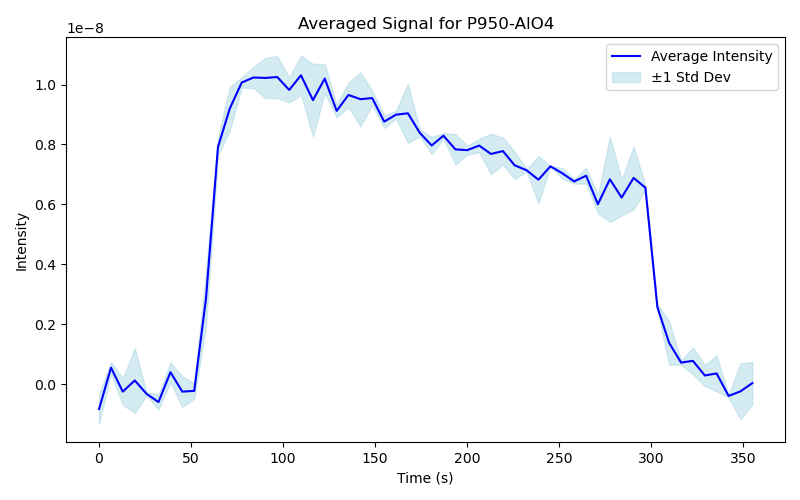 Averaged Signal for P950-AlO4
1e−8
Average Intensity
±1 Std Dev
1.0
0.8
0.6
0.4
0.2
0.0
Intensity
0 50 100 150 200 250 300 350
Time (s)